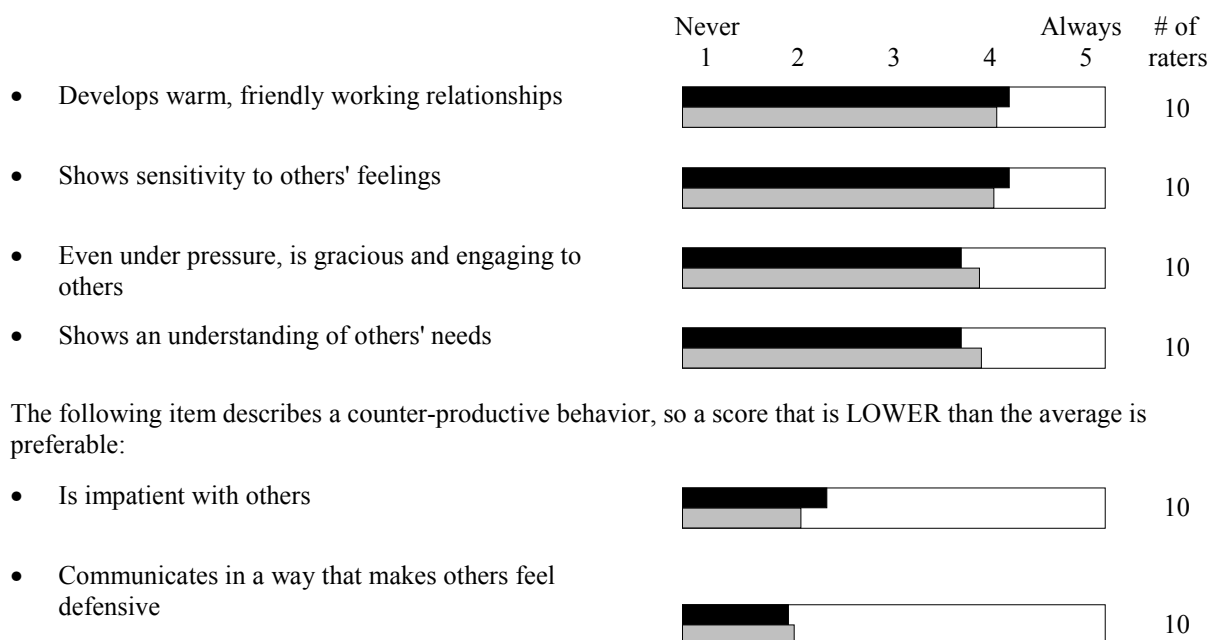 Never Always # of
1 2 3 4 5 raters
• Develops warm, friendly working relationships 10
• Shows sensitivity to others' feelings 10
• Even under pressure, is gracious and engaging to
others 10
• Shows an understanding of others' needs 10
The following item describes a counter-productive behavior, so a score that is LOWER than the average is
preferable:
• Is impatient with others 10
• Communicates in a way that makes others feel
defensive 10